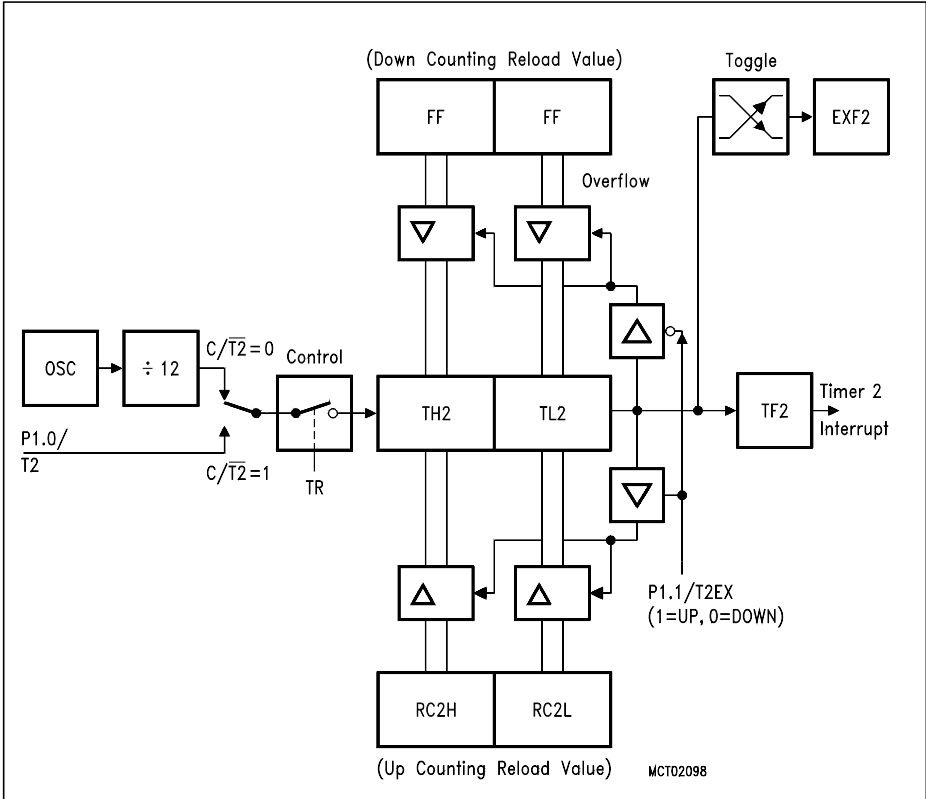 (Down Counting Reload Value)
Toggle
FF
FF
EXF2
Overflow
OSC
÷ 12
C/T̅2̅=0
Control
TH2
TL2
TF2
Timer 2
Interrupt
P1.0/
T2
C/T̅2̅=1
TR
P1.1/T2EX
(1=UP, 0=DOWN)
RC2H
RC2L
(Up Counting Reload Value)
MCT02098